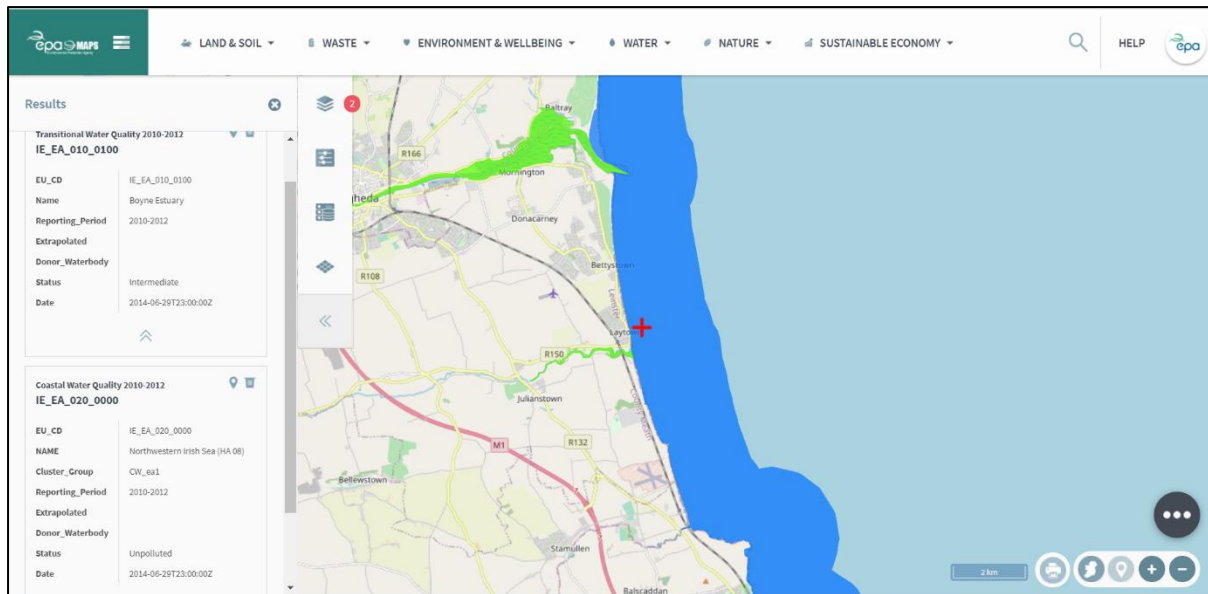 epa MAPS
LAND & SOIL
WASTE
ENVIRONMENT & WELLBEING
WATER
NATURE
SUSTAINABLE ECONOMY
HELP
epa
Results
Transitional Water Quality 2010-2012
IE_EA_010_0100
EU_CD IE_EA_010_0100
Name Boyne Estuary
Reporting_Period 2010-2012
Extrapolated
Donor_Waterbody
Status Intermediate
Date 2014-06-29T23:00:00Z
Coastal Water Quality 2010-2012
IE_EA_020_0000
EU_CD IE_EA_020_0000
NAME Northwestern Irish Sea (HA 08)
Cluster_Group CW_ea1
Reporting_Period 2010-2012
Extrapolated
Donor_Waterbody
Status Unpolluted
Date 2014-06-29T23:00:00Z
2
Baltray
R166
Mornington
gheda
Donacarney
Bettystown
R108
Leinster
Laytown
R150
Julianstown
County Meath
M1
R132
Bellewstown
Stamullen
Balscaddan
2 km